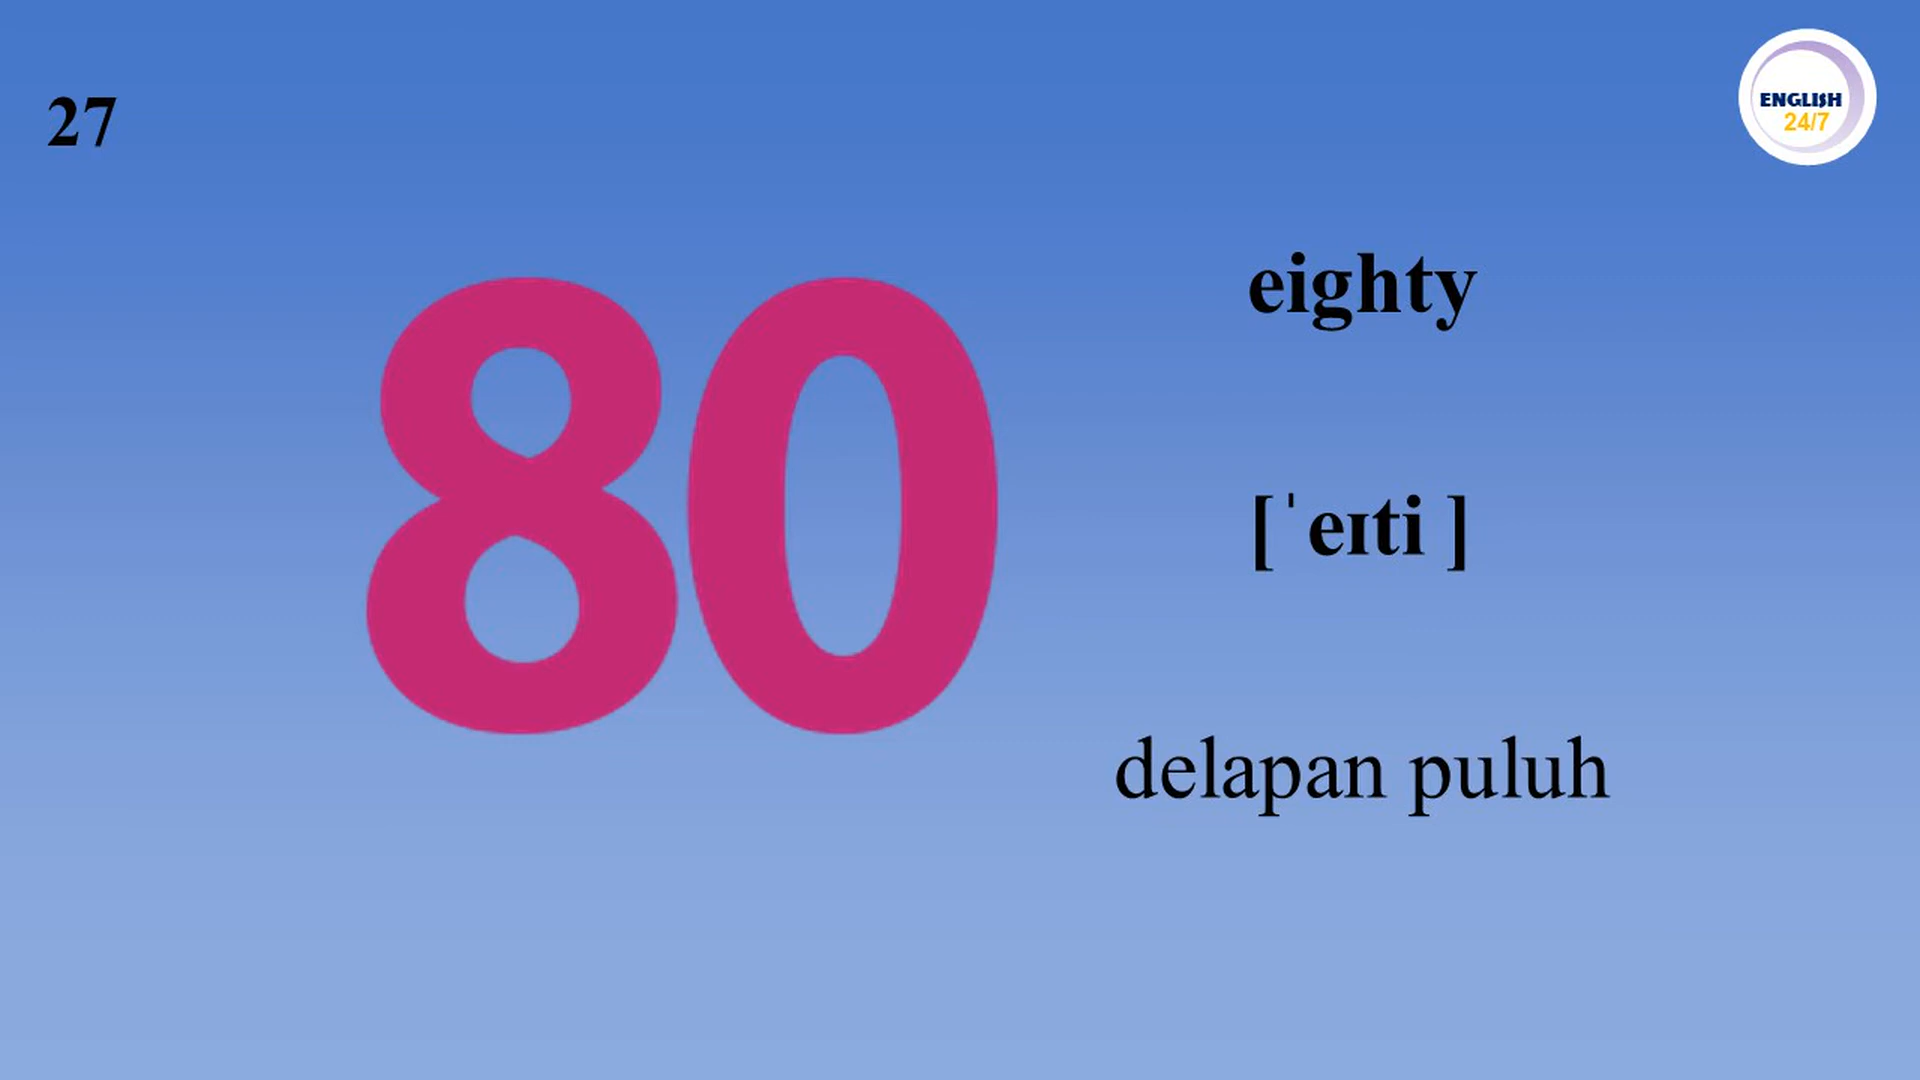 27
ENGLISH
24/7
80
eighty
[ ˈeɪti ]
delapan puluh